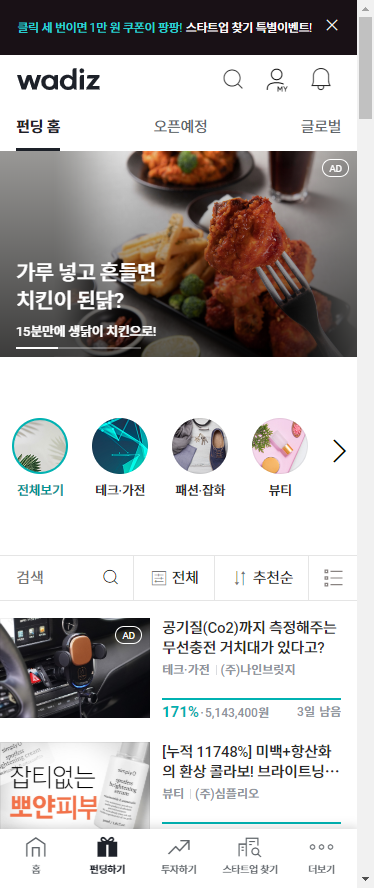 클릭 세 번이면 1만 원 쿠폰이 팡팡! 스타트업 찾기 특별이벤트!
wadiz
MY
펀딩 홈 오픈예정 글로벌
AD
가루 넣고 흔들면
치킨이 된닭?
15분만에 생닭이 치킨으로!
전체보기 테크·가전 패션·잡화 뷰티
검색 전체 추천순
AD
공기질(Co2)까지 측정해주는
무선충전 거치대가 있다고?
테크·가전 (주)나인브릿지
171% · 5,143,400원 3일 남음
잡티없는
뽀얀피부
spotless
brightening
serum
[누적 11748%] 미백+항산화
의 환상 콜라보! 브라이트닝…
뷰티 (주)심플리오
홈 펀딩하기 투자하기 스타트업 찾기 더보기